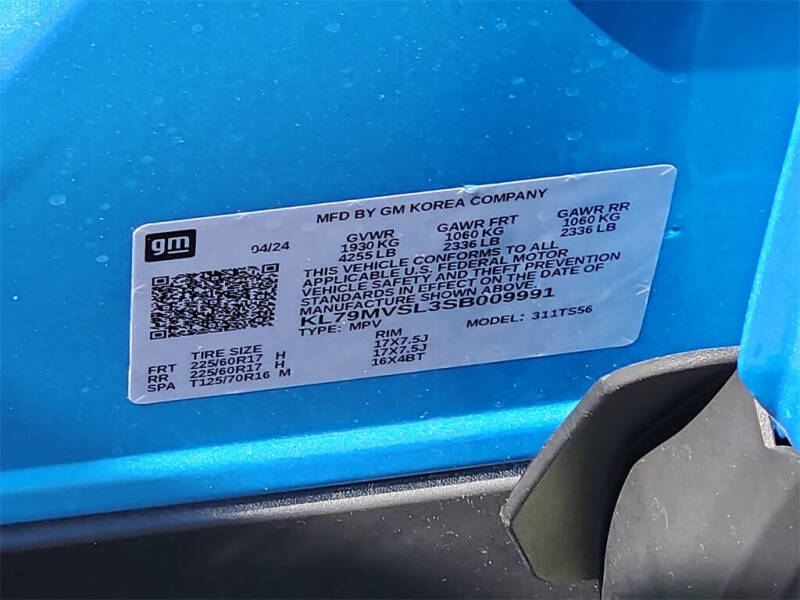 MFD BY GM KOREA COMPANY
gm
04/24
GVWR
1930 KG
4255 LB
GAWR FRT
1060 KG
2336 LB
GAWR RR
1060 KG
2336 LB
THIS VEHICLE CONFORMS TO ALL
APPLICABLE U.S. FEDERAL MOTOR
VEHICLE SAFETY AND THEFT PREVENTION
STANDARDS IN EFFECT ON THE DATE OF
MANUFACTURE SHOWN ABOVE.
KL79MVSL3SB009991
TYPE: MPV MODEL: 311TS56
TIRE SIZE RIM
FRT 225/60R17 H 17X7.5J
RR 225/60R17 H 17X7.5J
SPA T125/70R16 M 16X4BT